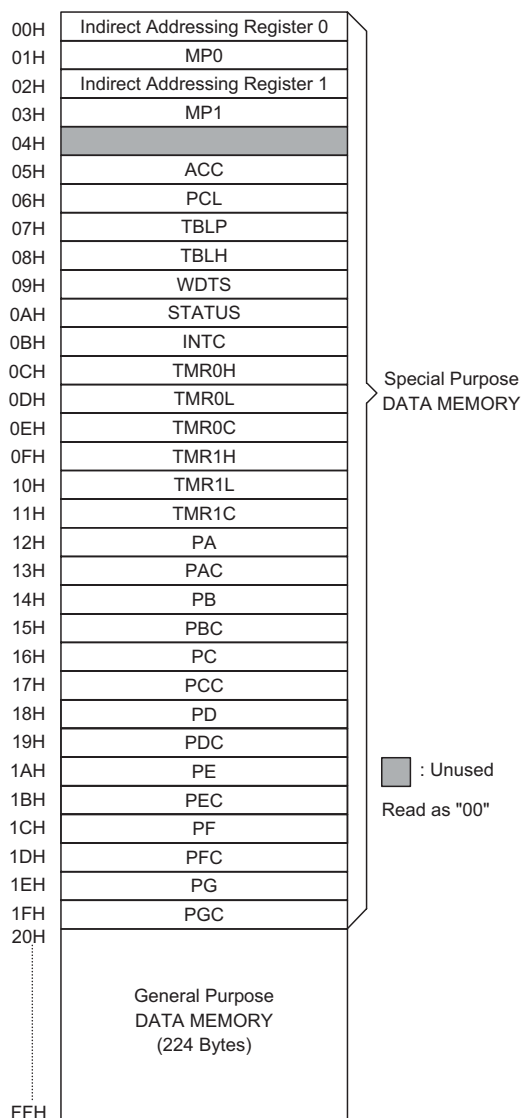 00H Indirect Addressing Register 0
01H MP0
02H Indirect Addressing Register 1
03H MP1
04H
05H ACC
06H PCL
07H TBLP
08H TBLH
09H WDTS
0AH STATUS
0BH INTC
0CH TMR0H
0DH TMR0L
0EH TMR0C
0FH TMR1H
10H TMR1L
11H TMR1C
12H PA
13H PAC
14H PB
15H PBC
16H PC
17H PCC
18H PD
19H PDC
1AH PE
1BH PEC
1CH PF
1DH PFC
1EH PG
1FH PGC
20H
General Purpose
DATA MEMORY
(224 Bytes)
FFH
Special Purpose
DATA MEMORY
: Unused
Read as "00"